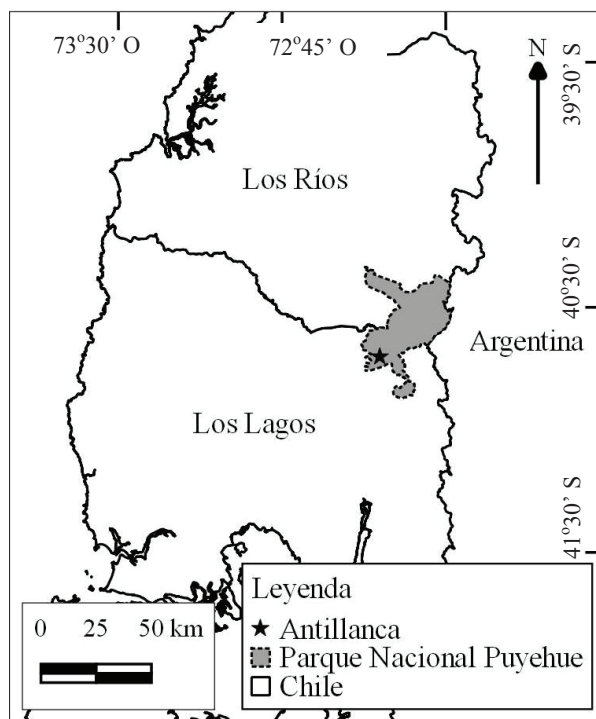 73°30’ O 72°45’ O
N
39°30’ S
Los Ríos
40°30’ S
Argentina
Los Lagos
41°30’ S
Leyenda
Antillanca
Parque Nacional Puyehue
Chile
0 25 50 km